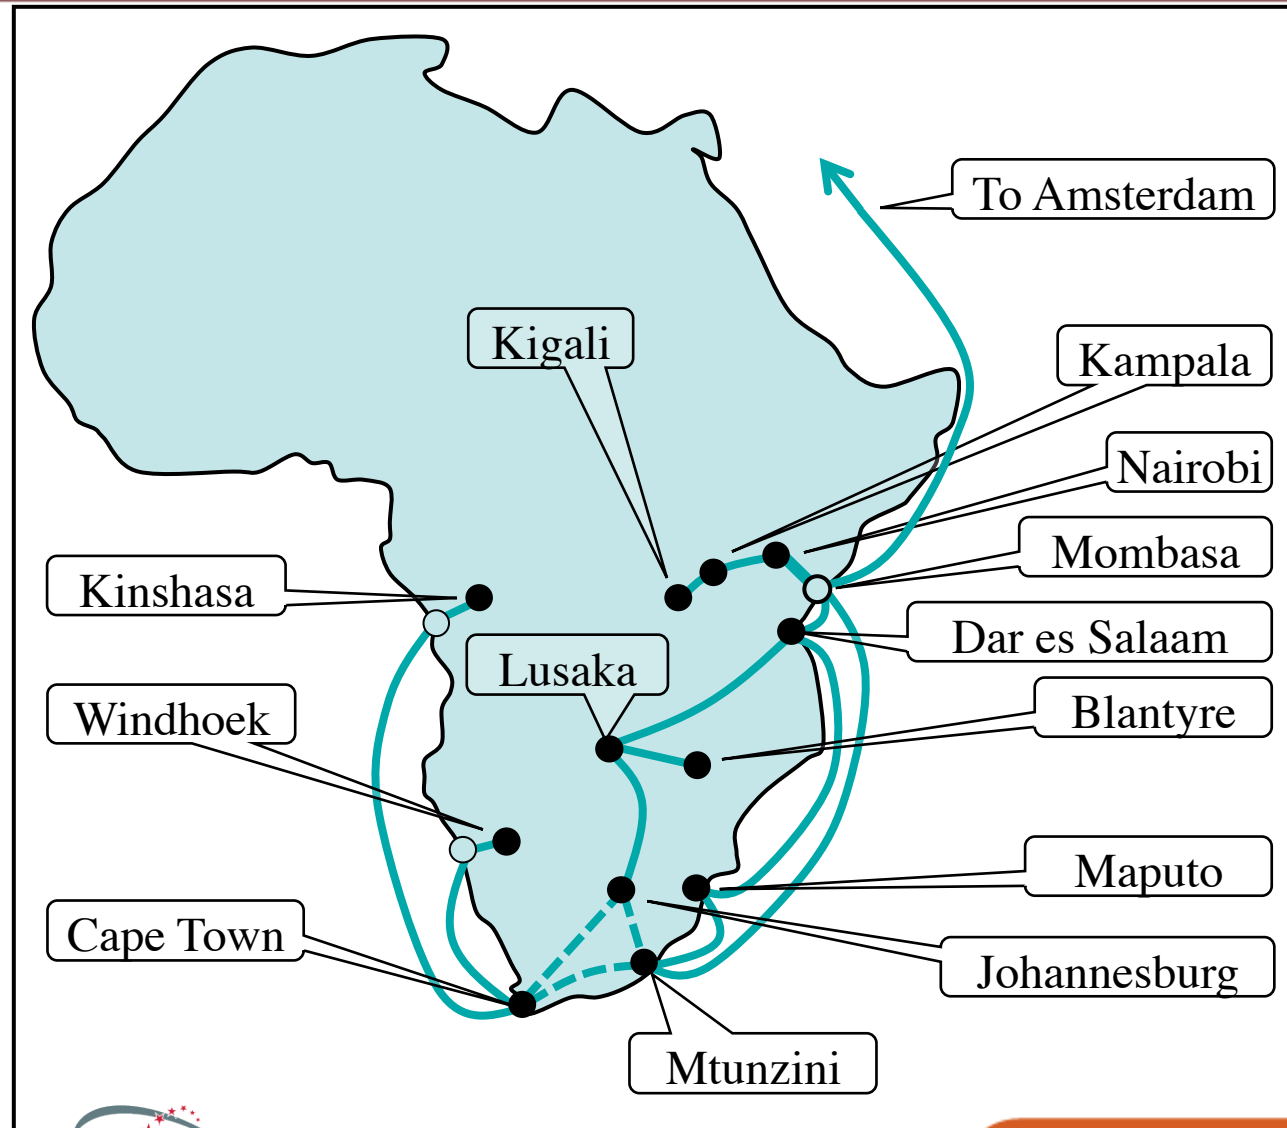 To Amsterdam
Kigali
Kampala
Nairobi
Mombasa
Kinshasa
Dar es Salaam
Lusaka
Windhoek
Blantyre
Maputo
Cape Town
Johannesburg
Mtunzini